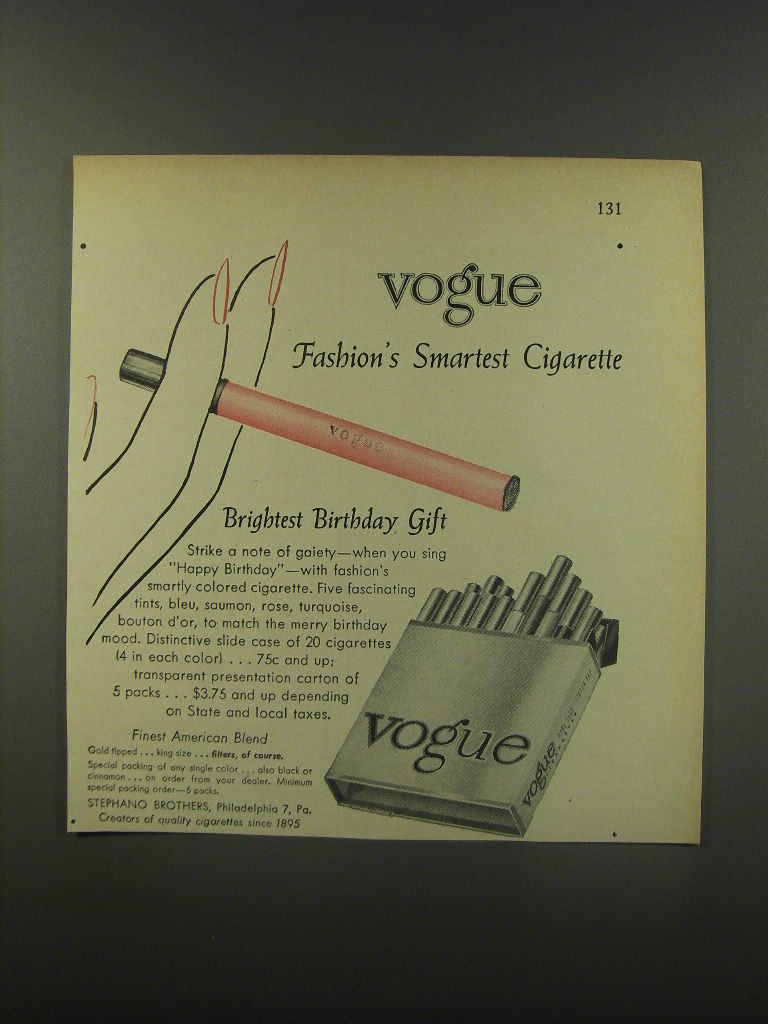 131
vogue
Fashion's Smartest Cigarette
vogue
Brightest Birthday Gift
Strike a note of gaiety—when you sing
"Happy Birthday"—with fashion's
smartly colored cigarette. Five fascinating
tints, bleu, saumon, rose, turquoise,
bouton d'or, to match the merry birthday
mood. Distinctive slide case of 20 cigarettes
(4 in each color) . . . 75c and up;
transparent presentation carton of
5 packs . . . $3.75 and up depending
on State and local taxes.
Finest American Blend
Gold tipped . . . king size . . . filters, of course.
Special packing of any single color . . . also black or
cinnamon . . . on order from your dealer. Minimum
special packing order—5 packs.
STEPHANO BROTHERS, Philadelphia 7, Pa.
Creators of quality cigarettes since 1895
vogue
vogue